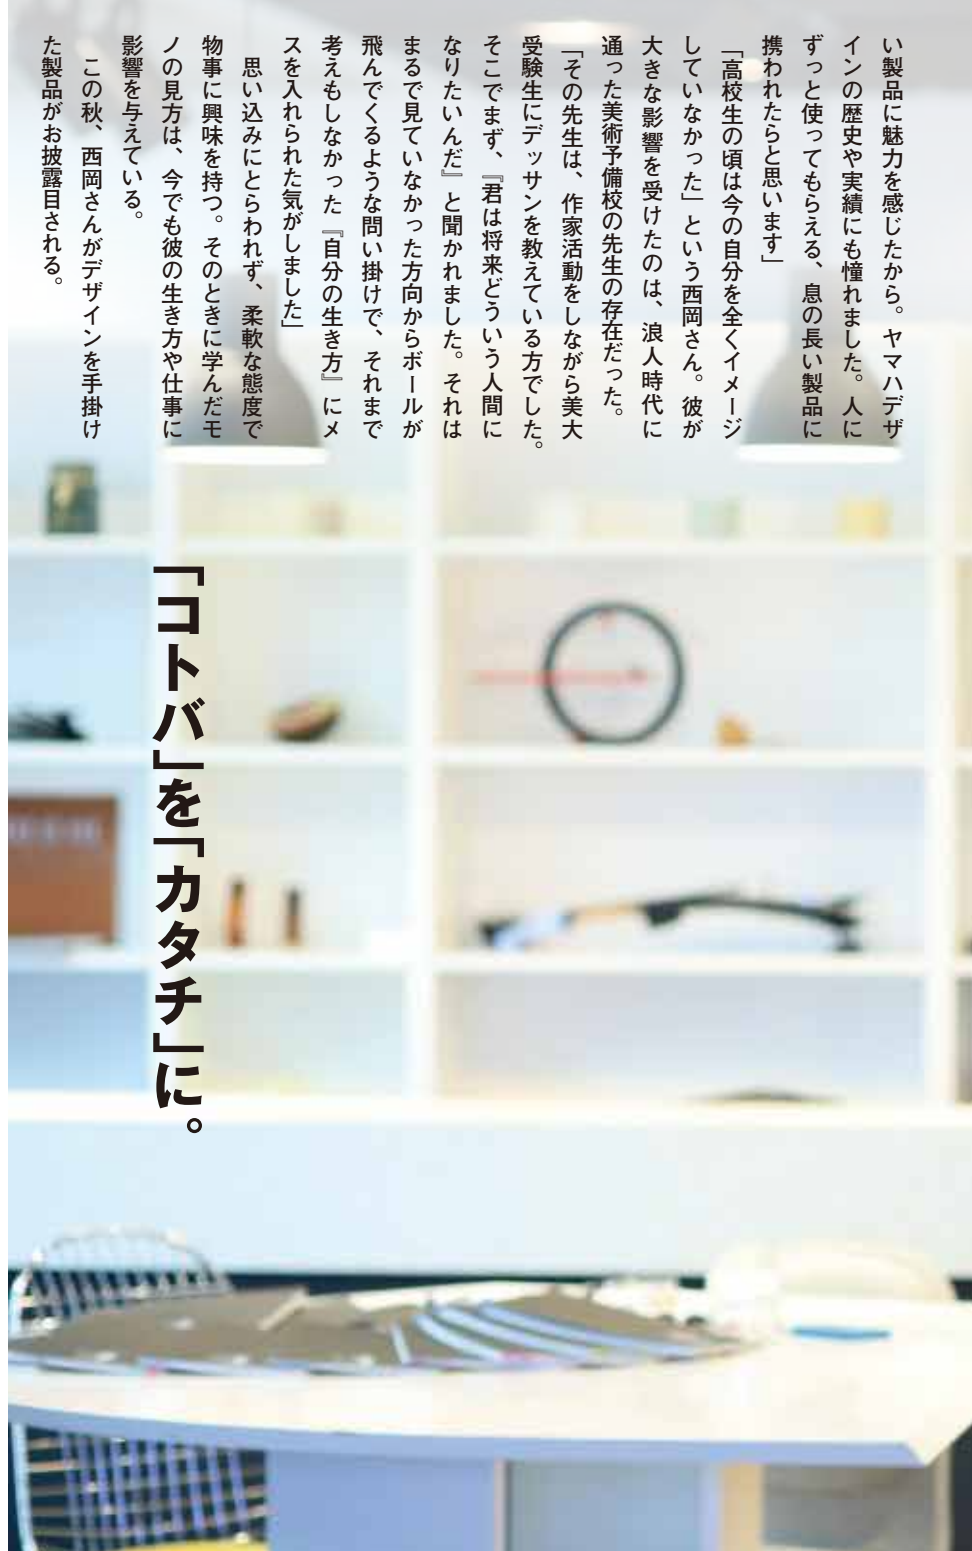 い製品に魅力を感じたから。ヤマハデザ
インの歴史や実績にも憧れました。人に
ずっと使ってもらえる、息の長い製品に
携われたらと思います」
「高校生の頃は今の自分を全くイメージ
していなかった」という西岡さん。彼が
大きな影響を受けたのは、浪人時代に
通った美術予備校の先生の存在だった。
「その先生は、作家活動をしながら美大
受験生にデッサンを教えている方でした。
そこでまず、『君は将来どういう人間に
なりたいんだ』と聞かれました。それは
まるで見ていなかった方向からボールが
飛んでくるような問い掛けで、それまで
考えもしなかった『自分の生き方』にメ
スを入れられた気がしました」
思い込みにとらわれず、柔軟な態度で
物事に興味を持つ。そのときに学んだモ
ノの見方は、今でも彼の生き方や仕事に
影響を与えている。
この秋、西岡さんがデザインを手掛け
た製品がお披露目される。
「コトバ」を「カタチ」に。